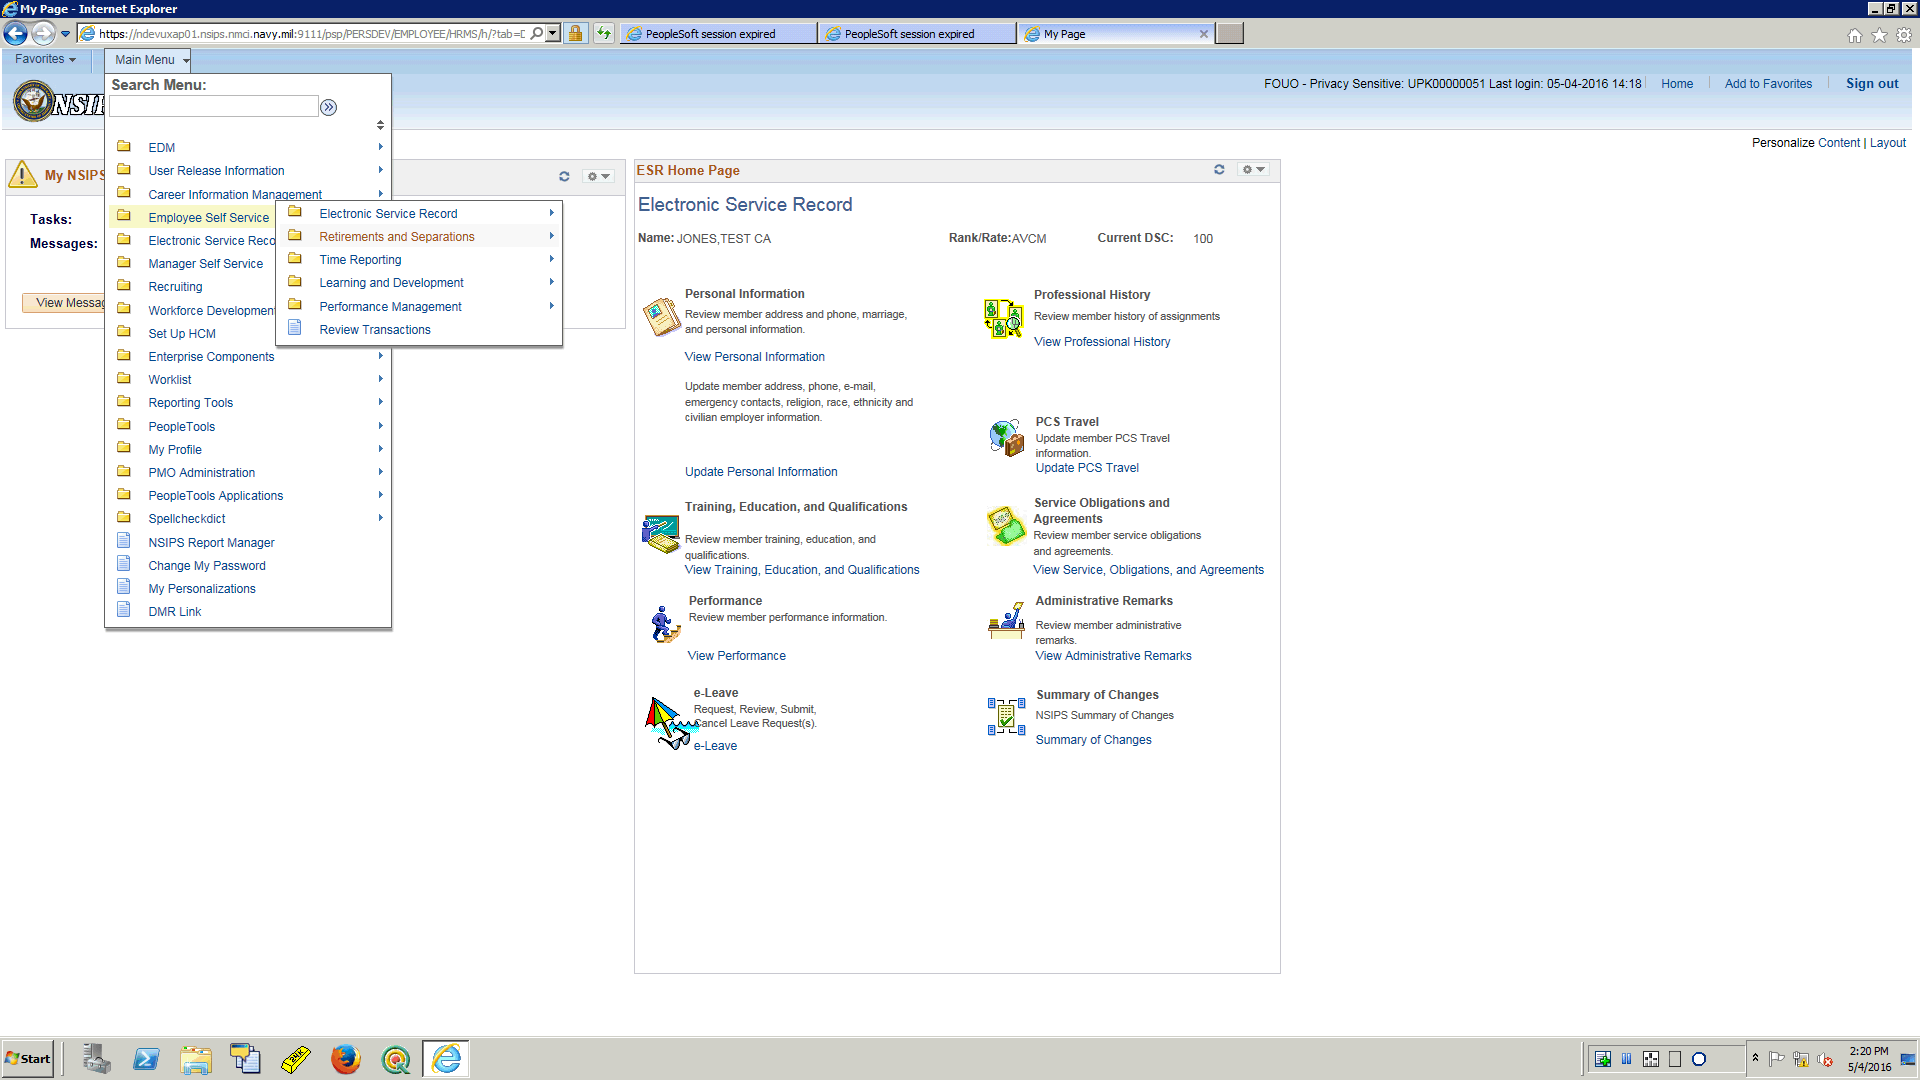 My Page - Internet Explorer
https://ndevuxap01.nsips.nmci.navy.mil:9111/psp/PERSDEV/EMPLOYEE/HRMS/h/?tab=D
PeopleSoft session expired
PeopleSoft session expired
My Page
Favorites
Main Menu
Search Menu:
FOUO - Privacy Sensitive: UPK00000051 Last login: 05-04-2016 14:18
Home
Add to Favorites
Sign out
Personalize Content | Layout
My NSIPS
Tasks:
Messages:
EDM
User Release Information
Career Information Management
Employee Self Service
Electronic Service Reco
Manager Self Service
Recruiting
Workforce Development
Set Up HCM
Enterprise Components
Worklist
Reporting Tools
PeopleTools
My Profile
PMO Administration
PeopleTools Applications
Spellcheckdict
NSIPS Report Manager
Change My Password
My Personalizations
DMR Link
Electronic Service Record
Retirements and Separations
Time Reporting
Learning and Development
Performance Management
Review Transactions
ESR Home Page
Electronic Service Record
Name: JONES,TEST CA
Rank/Rate:AVCM
Current DSC: 100
Personal Information
Review member address and phone, marriage,
and personal information.
View Personal Information
Update member address, phone, e-mail,
emergency contacts, religion, race, ethnicity and
civilian employer information.
Update Personal Information
Professional History
Review member history of assignments
View Professional History
PCS Travel
Update member PCS Travel
information.
Update PCS Travel
Training, Education, and Qualifications
Review member training, education, and
qualifications.
View Training, Education, and Qualifications
Service Obligations and
Agreements
Review member service obligations
and agreements.
View Service, Obligations, and Agreements
Performance
Review member performance information.
View Performance
Administrative Remarks
Review member administrative
remarks.
View Administrative Remarks
e-Leave
Request, Review, Submit,
Cancel Leave Request(s).
e-Leave
Summary of Changes
NSIPS Summary of Changes
Summary of Changes
Start
2:20 PM
5/4/2016